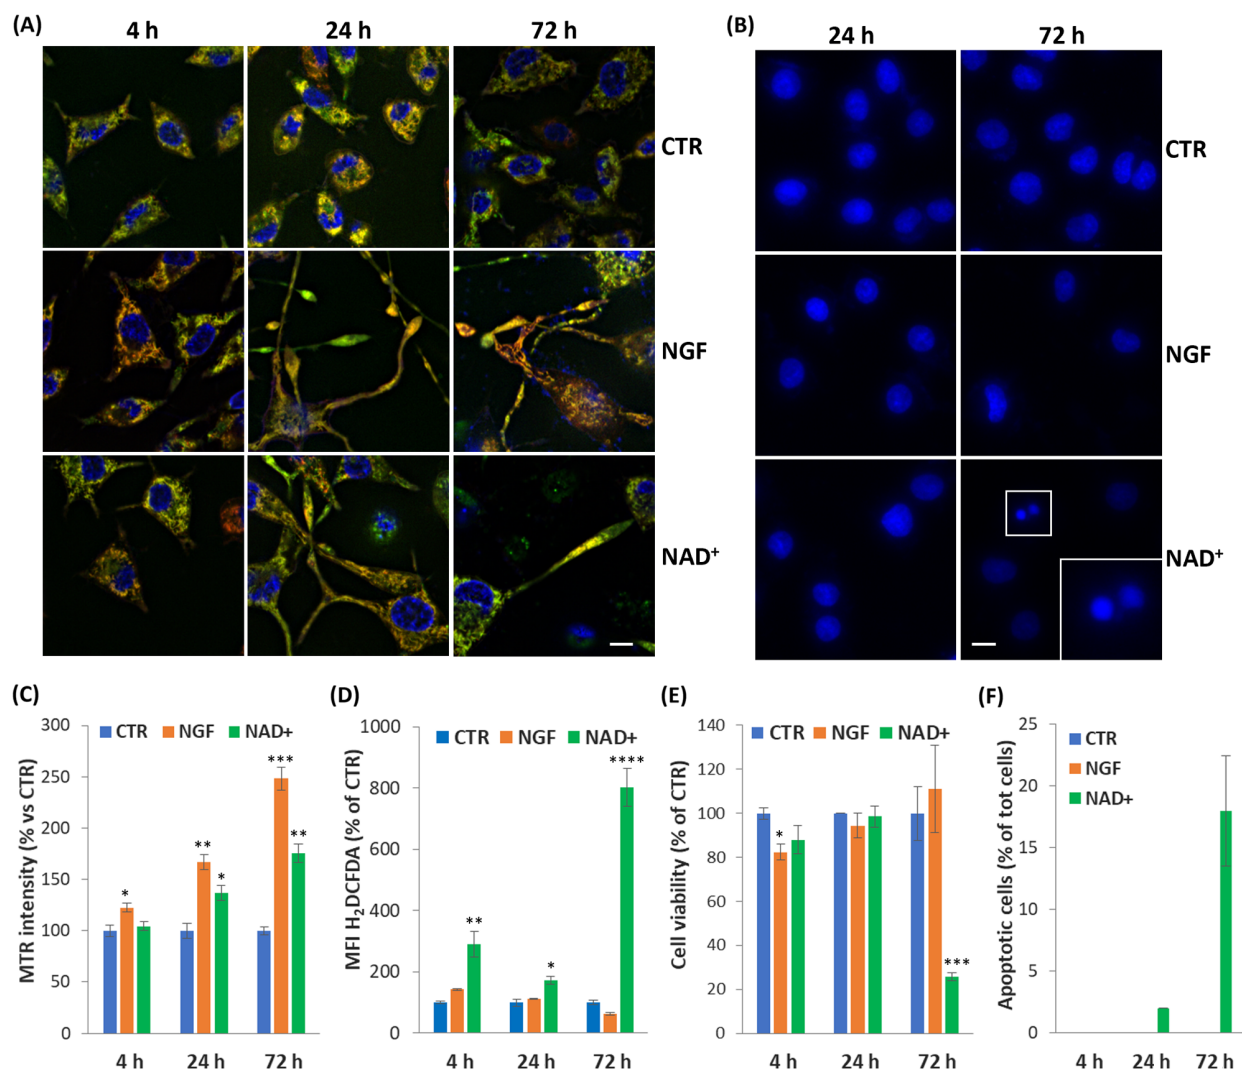 (A)
4 h 24 h 72 h
CTR
NGF
NAD⁺
(B)
24 h 72 h
CTR
NGF
NAD⁺
(C)
CTR NGF NAD+
MTR intensity (% vs CTR)
300
250
200
150
100
50
0
* ** * *** **
4 h 24 h 72 h
(D)
CTR NGF NAD+
MFI H₂DCFDA (% of CTR)
1000
800
600
400
200
0
** * ****
4 h 24 h 72 h
(E)
CTR NGF NAD+
Cell viability (% of CTR)
140
120
100
80
60
40
20
0
* ***
4 h 24 h 72 h
(F)
CTR
NGF
NAD+
Apoptotic cells (% of tot cells)
25
20
15
10
5
0
4 h 24 h 72 h